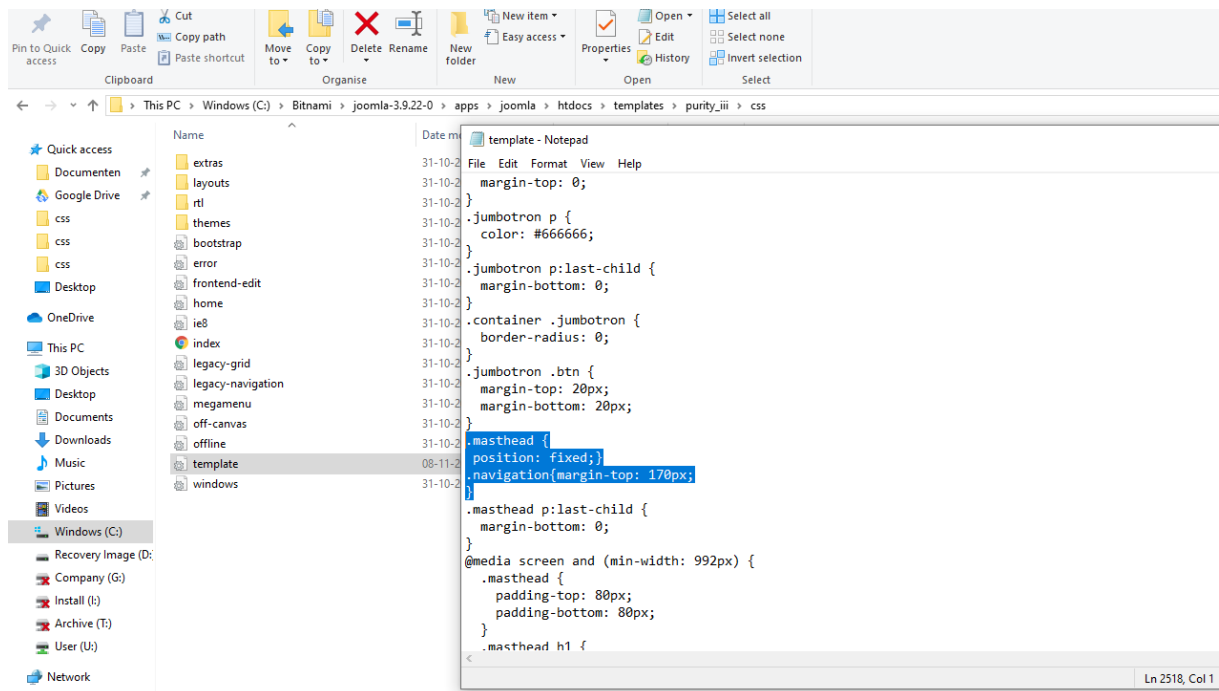 Cut
New item
Open
Select all
Copy path
Easy access
Edit
Select none
Pin to Quick access
Copy
Paste
Paste shortcut
Move to
Copy to
Delete
Rename
New folder
Properties
History
Invert selection
Clipboard
Organise
New
Open
Select
This PC > Windows (C:) > Bitnami > joomla-3.9.22-0 > apps > joomla > htdocs > templates > purity_iii > css
Quick access
Documenten
Google Drive
css
css
css
Desktop
OneDrive
This PC
3D Objects
Desktop
Documents
Downloads
Music
Pictures
Videos
Windows (C:)
Recovery Image (D:
Company (G:)
Install (I:)
Archive (T:)
User (U:)
Network
Name
Date m
extras 31-10-2
layouts 31-10-2
rtl 31-10-2
themes 31-10-2
bootstrap 31-10-2
error 31-10-2
frontend-edit 31-10-2
home 31-10-2
ie8 31-10-2
index 31-10-2
legacy-grid 31-10-2
legacy-navigation 31-10-2
megamenu 31-10-2
off-canvas 31-10-2
offline 31-10-2
template 08-11-2
windows 31-10-2
template - Notepad
File Edit Format View Help
margin-top: 0;
}
.jumbotron p {
color: #666666;
}
.jumbotron p:last-child {
margin-bottom: 0;
}
.container .jumbotron {
border-radius: 0;
}
.jumbotron .btn {
margin-top: 20px;
margin-bottom: 20px;
}
.masthead {
position: fixed;}
.navigation{margin-top: 170px;
}
.masthead p:last-child {
margin-bottom: 0;
}
@media screen and (min-width: 992px) {
.masthead {
padding-top: 80px;
padding-bottom: 80px;
}
.masthead h1 {
Ln 2518, Col 1